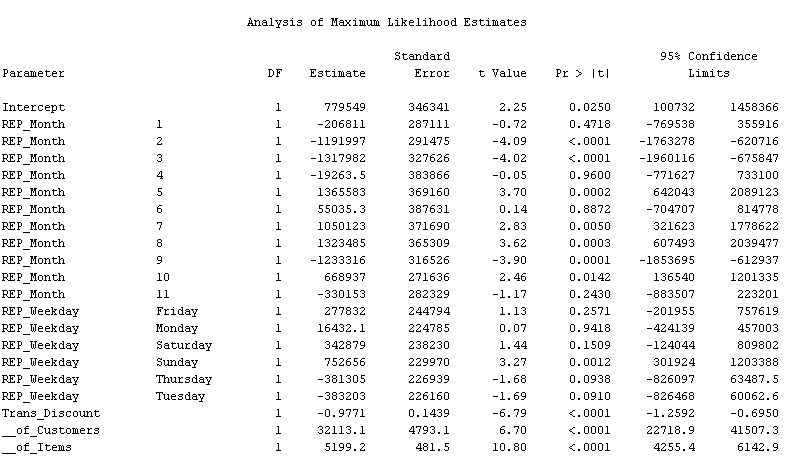 Analysis of Maximum Likelihood Estimates
Standard 95% Confidence
Parameter DF Estimate Error t Value Pr > |t| Limits
Intercept 1 779549 346341 2.25 0.0250 100732 1458366
REP_Month 1 1 -206811 287111 -0.72 0.4718 -769538 355916
REP_Month 2 1 -1191997 291475 -4.09 <.0001 -1763278 -620716
REP_Month 3 1 -1317982 327626 -4.02 <.0001 -1960116 -675847
REP_Month 4 1 -19263.5 383866 -0.05 0.9600 -771627 733100
REP_Month 5 1 1365583 369160 3.70 0.0002 642043 2089123
REP_Month 6 1 55035.3 387631 0.14 0.8872 -704707 814778
REP_Month 7 1 1050123 371690 2.83 0.0050 321623 1778622
REP_Month 8 1 1323485 365309 3.62 0.0003 607493 2039477
REP_Month 9 1 -1233316 316526 -3.90 0.0001 -1853695 -612937
REP_Month 10 1 668937 271636 2.46 0.0142 136540 1201335
REP_Month 11 1 -330153 282329 -1.17 0.2430 -883507 223201
REP_Weekday Friday 1 277832 244794 1.13 0.2571 -201955 757619
REP_Weekday Monday 1 16432.1 224785 0.07 0.9418 -424139 457003
REP_Weekday Saturday 1 342879 238230 1.44 0.1509 -124044 809802
REP_Weekday Sunday 1 752656 229970 3.27 0.0012 301924 1203388
REP_Weekday Thursday 1 -381305 226939 -1.68 0.0938 -826097 63487.5
REP_Weekday Tuesday 1 -383203 226160 -1.69 0.0910 -826468 60062.6
Trans_Discount 1 -0.9771 0.1439 -6.79 <.0001 -1.2592 -0.6950
__of_Customers 1 32113.1 4793.1 6.70 <.0001 22718.9 41507.3
__of_Items 1 5199.2 481.5 10.80 <.0001 4255.4 6142.9